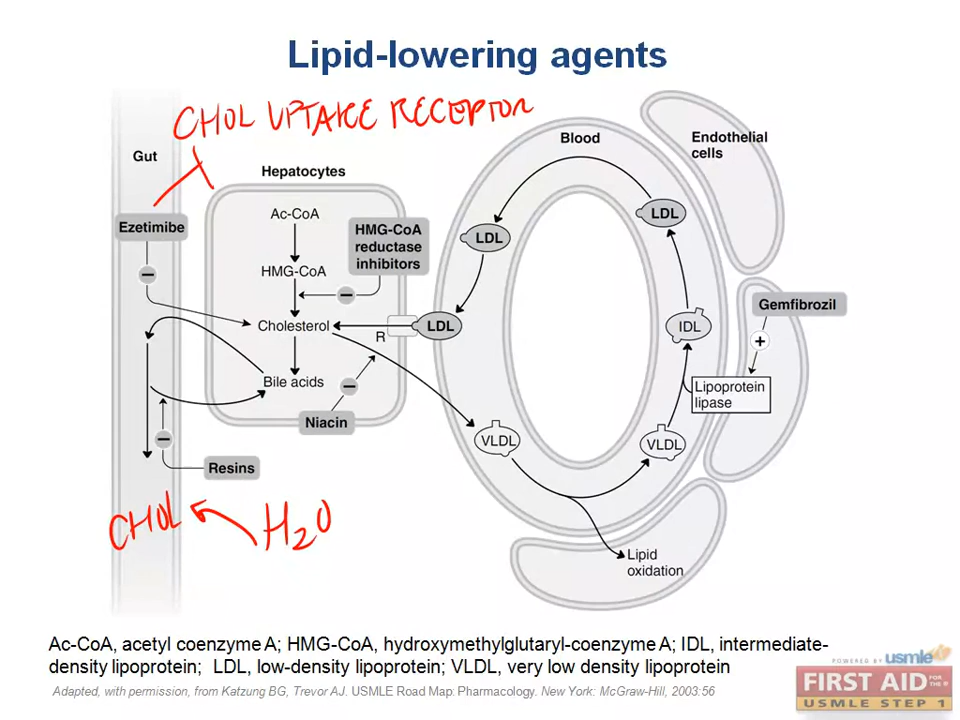 Lipid-lowering agents
CHOL UPTAKE RECEPTOR
Gut
Hepatocytes
Blood
Endothelial
cells
Ezetimibe
Ac-CoA
HMG-CoA
reductase
inhibitors
HMG-CoA
Cholesterol
R
LDL
LDL
LDL
IDL
Gemfibrozil
Lipoprotein
lipase
Bile acids
Niacin
VLDL
VLDL
Resins
CHOL
H2O
Lipid
oxidation
Ac-CoA, acetyl coenzyme A; HMG-CoA, hydroxymethylglutaryl-coenzyme A; IDL, intermediate-
density lipoprotein; LDL, low-density lipoprotein; VLDL, very low density lipoprotein
Adapted, with permission, from Katzung BG, Trevor AJ. USMLE Road Map: Pharmacology. New York: McGraw-Hill, 2003:56
POWERED BY usmle
FIRST AID FOR THE
USMLE STEP 1